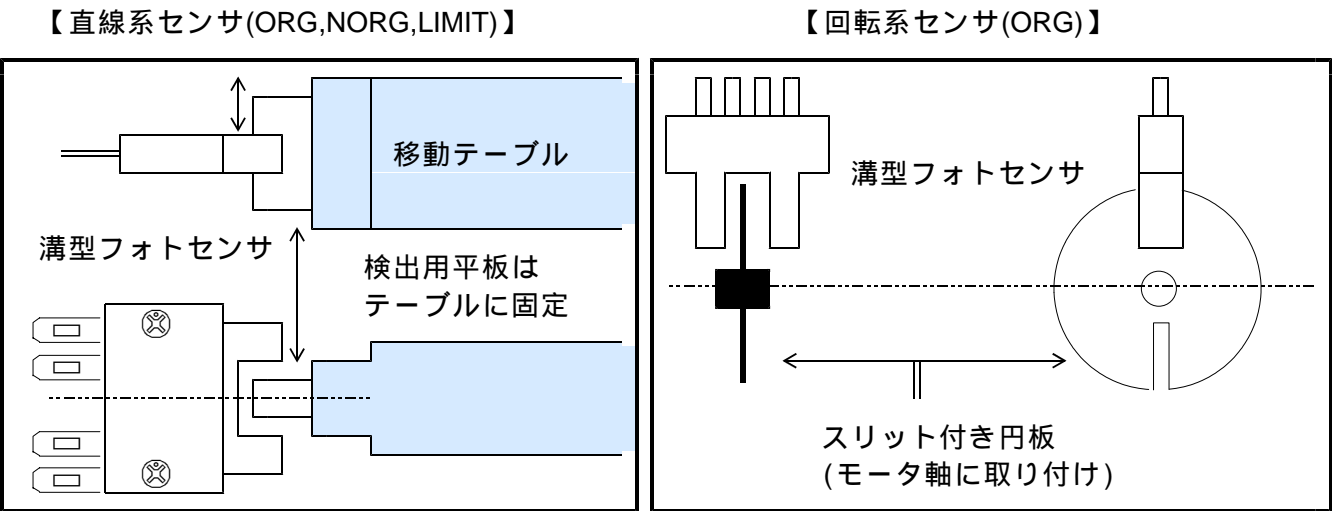 【直線系センサ(ORG,NORG,LIMIT)】
移動テーブル
溝型フォトセンサ
検出用平板は
テーブルに固定
【回転系センサ(ORG)】
溝型フォトセンサ
スリット付き円板
(モータ軸に取り付け)